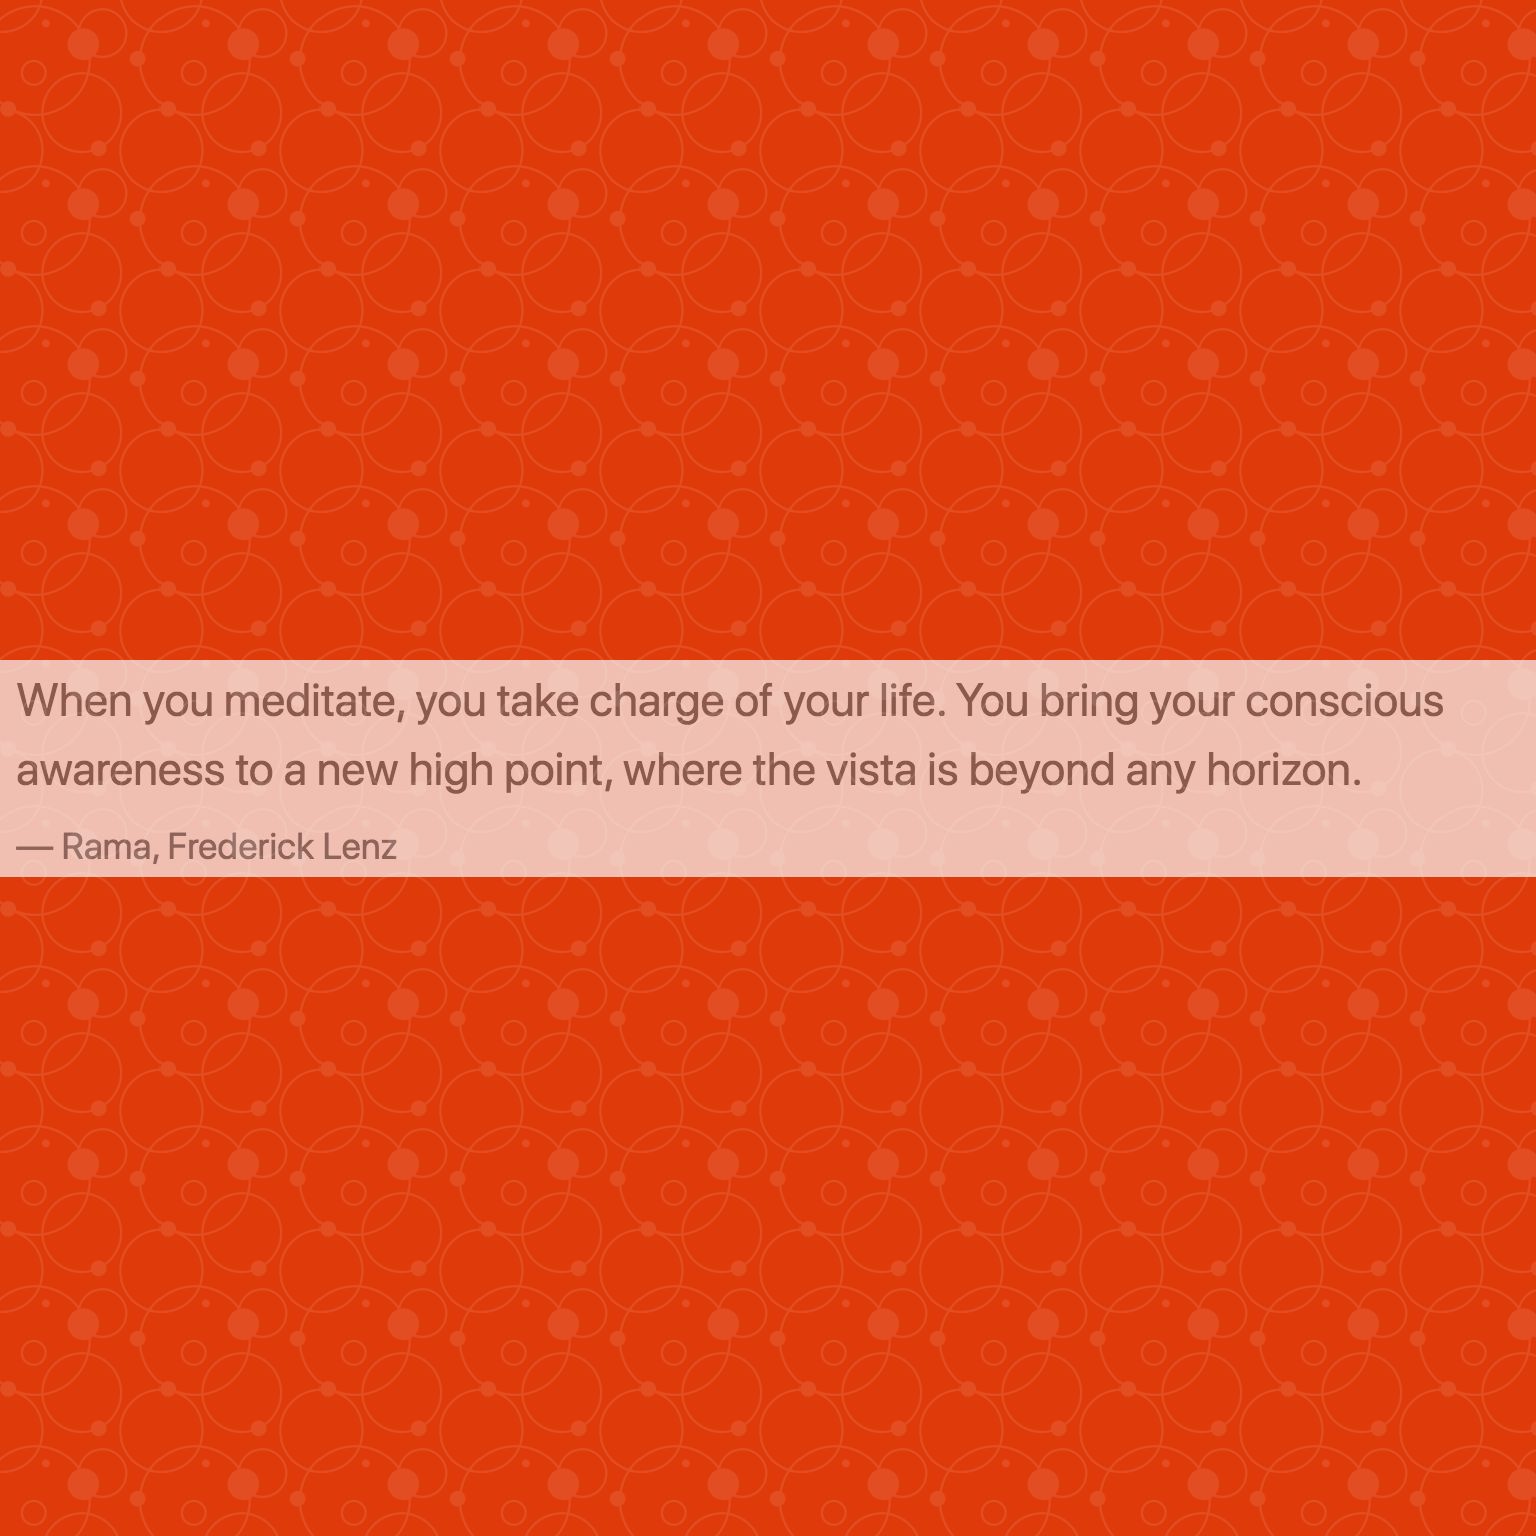 When you meditate, you take charge of your life. You bring your conscious
awareness to a new high point, where the vista is beyond any horizon.
— Rama, Frederick Lenz